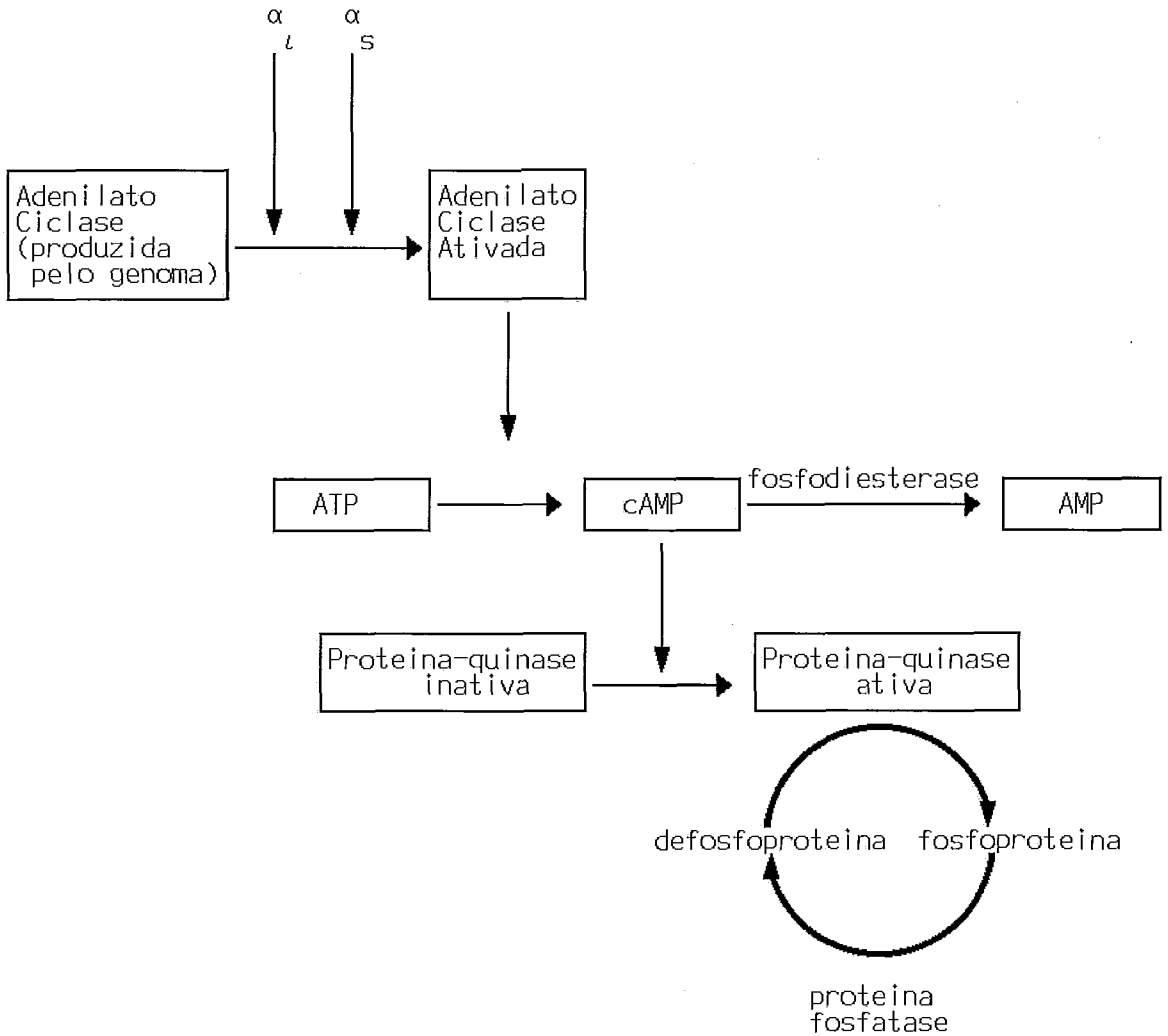 α α
i s
Adenilato
Ciclase
(produzida
pelo genoma)
Adenilato
Ciclase
Ativada
ATP
cAMP
fosfodiesterase
AMP
Proteina-quinase
inativa
Proteina-quinase
ativa
defosfoproteina fosfoproteina
proteina
fosfatase